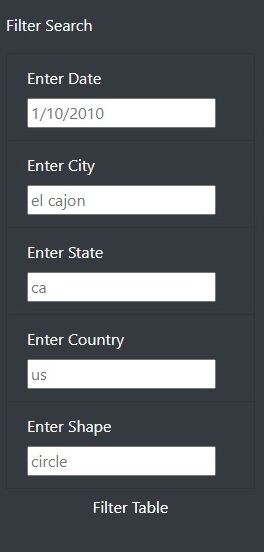 Filter Search
Enter Date
1/10/2010
Enter City
el cajon
Enter State
ca
Enter Country
us
Enter Shape
circle
Filter Table